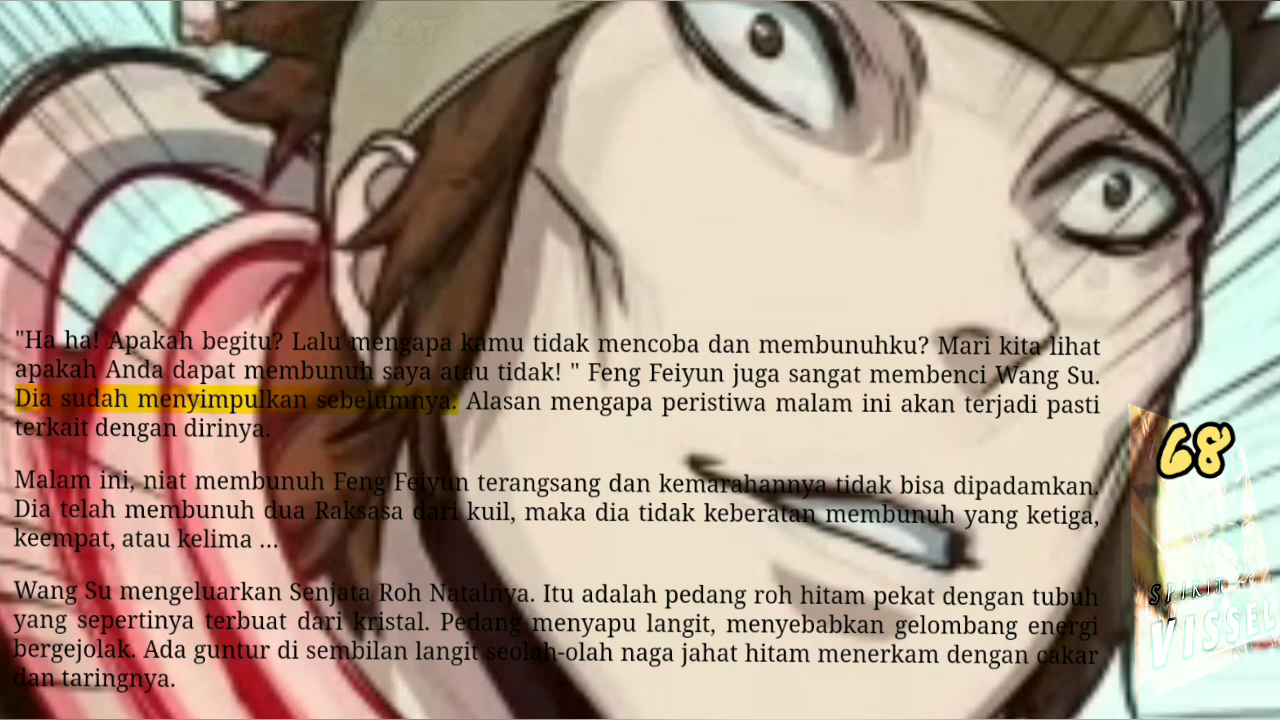 "Ha ha! Apakah begitu? Lalu mengapa kamu tidak mencoba dan membunuhku? Mari kita lihat
apakah Anda dapat membunuh saya atau tidak! " Feng Feiyun juga sangat membenci Wang Su.
Dia sudah menyimpulkan sebelumnya. Alasan mengapa peristiwa malam ini akan terjadi pasti
terkait dengan dirinya.
Malam ini, niat membunuh Feng Feiyun terangsang dan kemarahannya tidak bisa dipadamkan.
Dia telah membunuh dua Raksasa dari kuil, maka dia tidak keberatan membunuh yang ketiga,
keempat, atau kelima ...
68
SPIRIT
VISSEL
Wang Su mengeluarkan Senjata Roh Natalnya. Itu adalah pedang roh hitam pekat dengan tubuh
yang sepertinya terbuat dari kristal. Pedang menyapu langit, menyebabkan gelombang energi
bergejolak. Ada guntur di sembilan langit seolah-olah naga jahat hitam menerkam dengan cakar
dan taringnya.